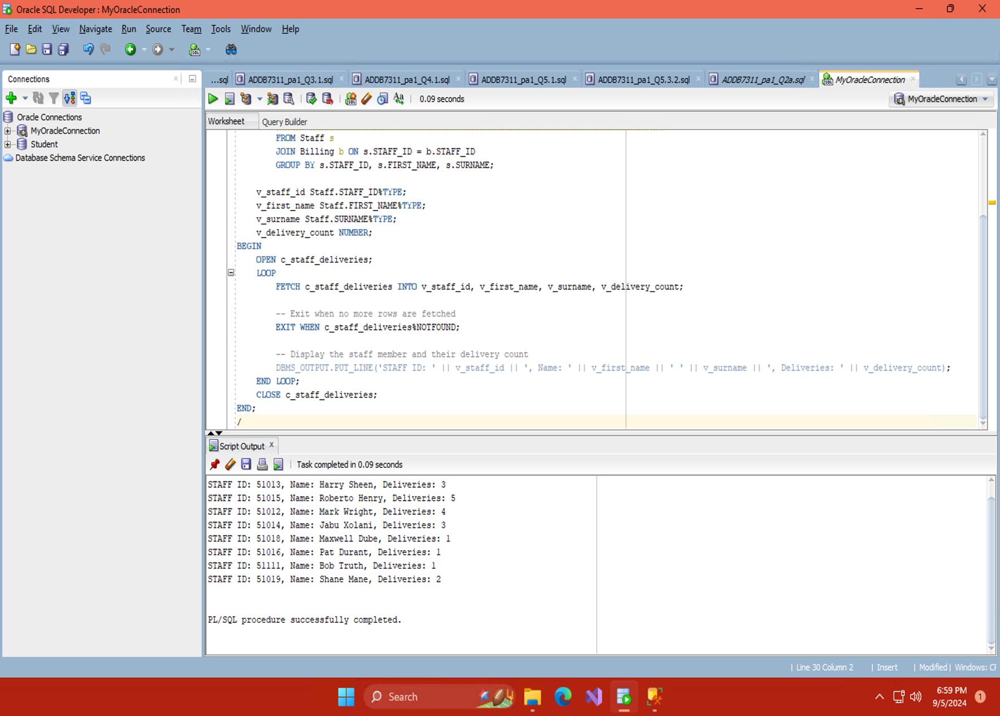 Oracle SQL Developer : MyOracleConnection
File Edit View Navigate Run Source Team Tools Window Help
Connections
...sql ADDB7311_pa1_Q3.1.sql ADDB7311_pa1_Q4.1.sql ADDB7311_pa1_Q5.1.sql ADDB7311_pa1_Q5.3.2.sql ADDB7311_pa1_Q2a.sql MyOracleConnection
0.09 seconds MyOracleConnection
Oracle Connections
MyOracleConnection
Student
Database Schema Service Connections
Worksheet Query Builder
FROM Staff s
JOIN Billing b ON s.STAFF_ID = b.STAFF_ID
GROUP BY s.STAFF_ID, s.FIRST_NAME, s.SURNAME;
v_staff_id Staff.STAFF_ID%TYPE;
v_first_name Staff.FIRST_NAME%TYPE;
v_surname Staff.SURNAME%TYPE;
v_delivery_count NUMBER;
BEGIN
OPEN c_staff_deliveries;
LOOP
FETCH c_staff_deliveries INTO v_staff_id, v_first_name, v_surname, v_delivery_count;
-- Exit when no more rows are fetched
EXIT WHEN c_staff_deliveries%NOTFOUND;
-- Display the staff member and their delivery count
DBMS_OUTPUT.PUT_LINE('STAFF ID: ' || v_staff_id || ', Name: ' || v_first_name || ' ' || v_surname || ', Deliveries: ' || v_delivery_count);
END LOOP;
CLOSE c_staff_deliveries;
END;
/
Script Output x
Task completed in 0.09 seconds
STAFF ID: 51013, Name: Harry Sheen, Deliveries: 3
STAFF ID: 51015, Name: Roberto Henry, Deliveries: 5
STAFF ID: 51012, Name: Mark Wright, Deliveries: 4
STAFF ID: 51014, Name: Jabu Xolani, Deliveries: 3
STAFF ID: 51018, Name: Maxwell Dube, Deliveries: 1
STAFF ID: 51016, Name: Pat Durant, Deliveries: 1
STAFF ID: 51111, Name: Bob Truth, Deliveries: 1
STAFF ID: 51019, Name: Shane Mane, Deliveries: 2
PL/SQL procedure successfully completed.
| Line 30 Column 2 | Insert | Modified | Windows: CF
Search
6:59 PM
9/5/2024
1